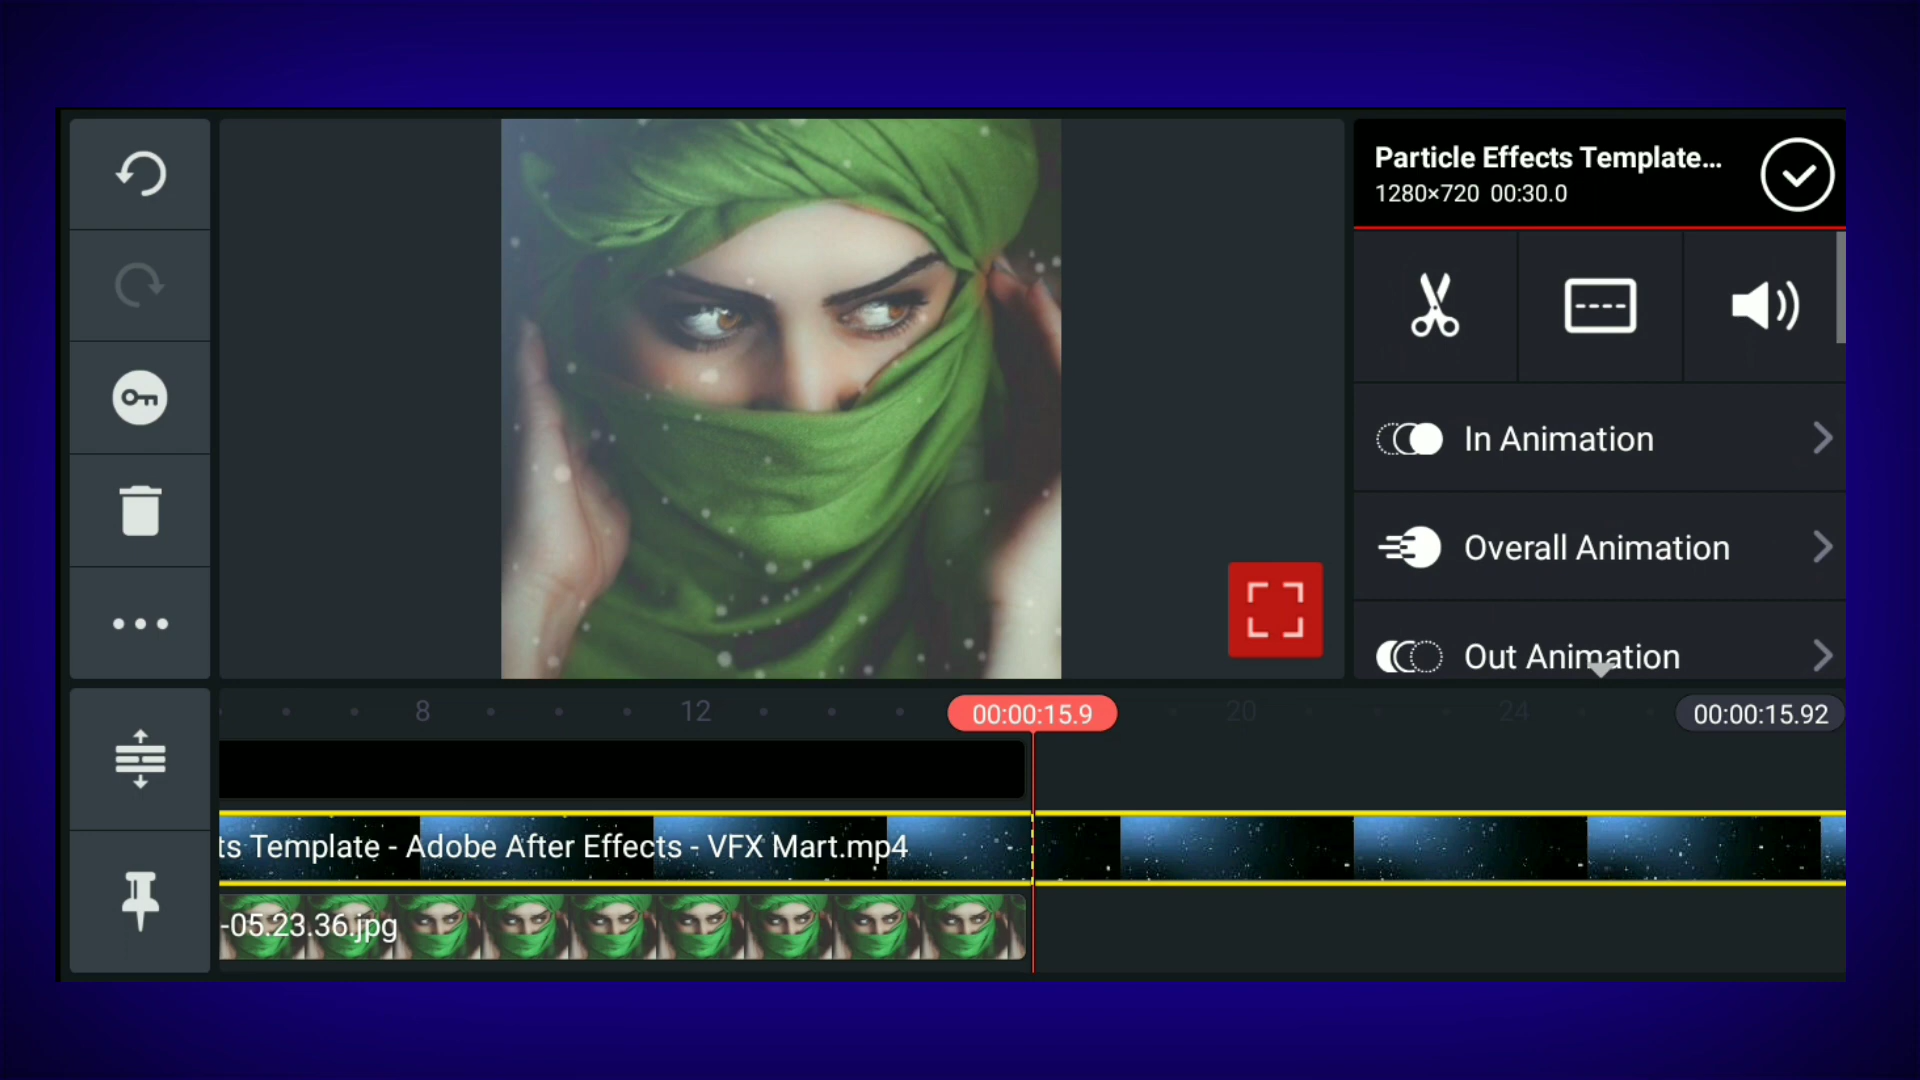 Particle Effects Template...
1280×720 00:30.0
In Animation
Overall Animation
Out Animation
8
12
00:00:15.9
20
24
00:00:15.92
ts Template - Adobe After Effects - VFX Mart.mp4
-05.23.36.jpg